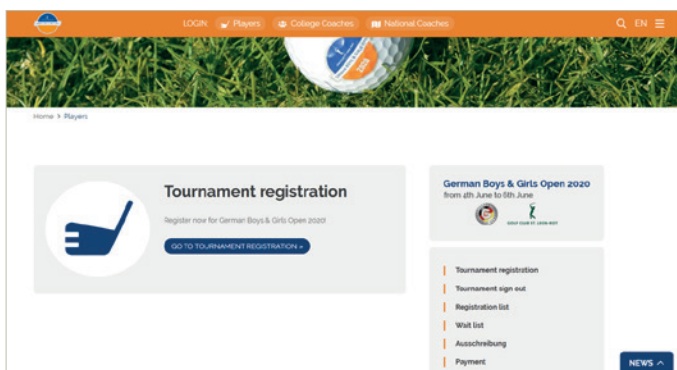 LOGIN: Players College Coaches National Coaches EN
2020
Home > Players
Tournament registration
Register now for German Boys & Girls Open 2020!
GO TO TOURNAMENT REGISTRATION »
German Boys & Girls Open 2020
from 4th June to 6th June
GOLF CLUB ST. LEON-ROT
Tournament registration
Tournament sign out
Registration list
Wait list
Ausschreibung
Payment
NEWS